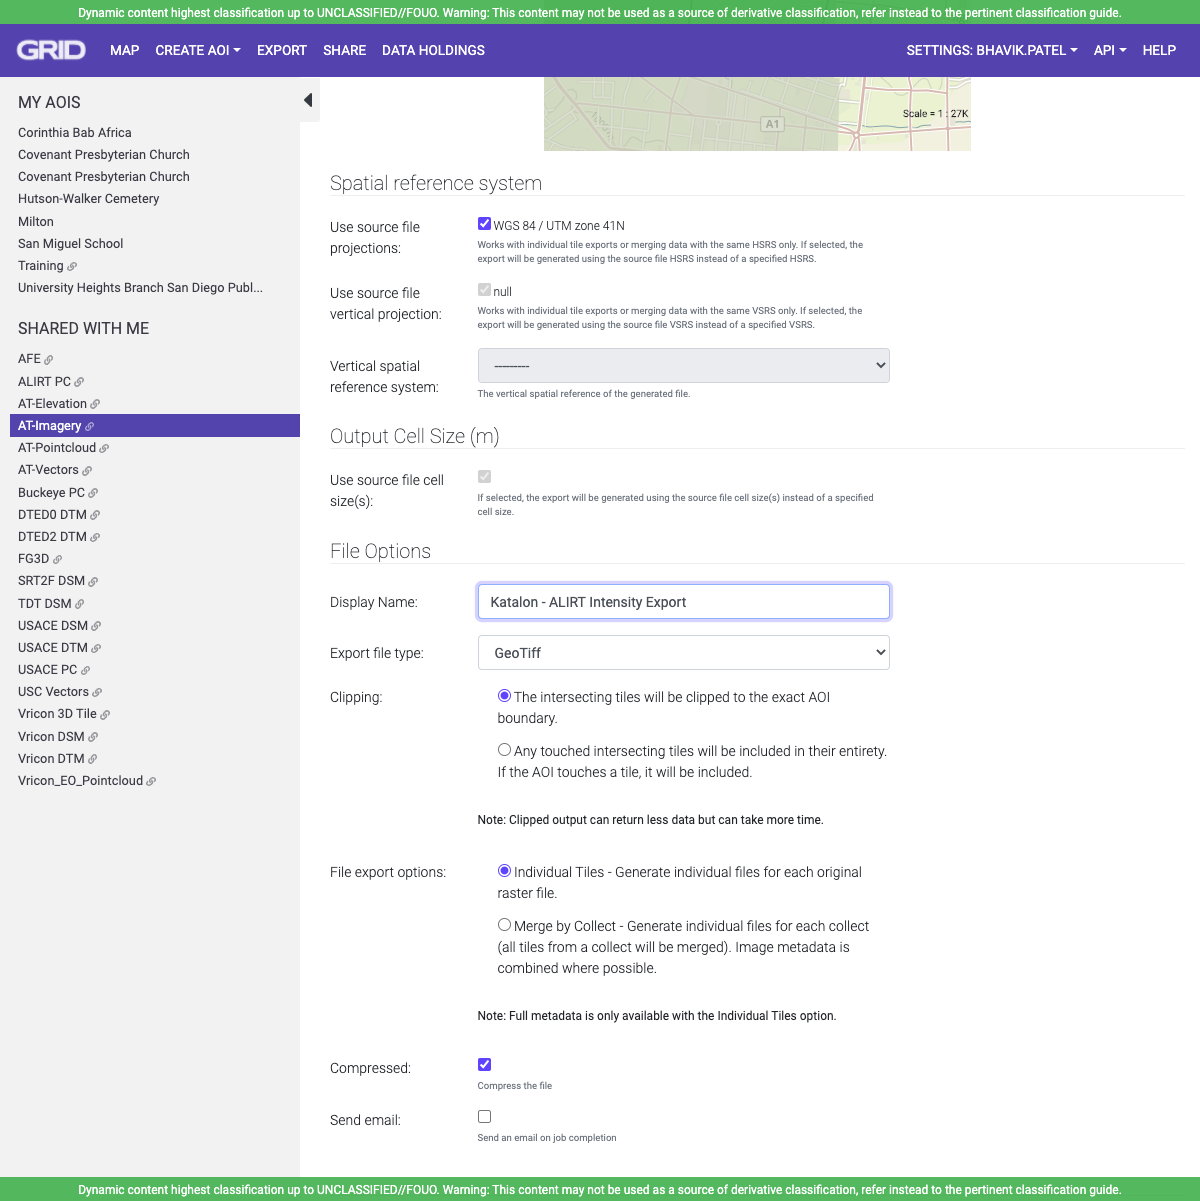 Dynamic content highest classification up to UNCLASSIFIED//FOUO. Warning: This content may not be used as a source of derivative classification, refer instead to the pertinent classification guide.
GRID MAP CREATE AOI EXPORT SHARE DATA HOLDINGS SETTINGS: BHAVIK.PATEL API HELP
MY AOIS
Corinthia Bab Africa
Covenant Presbyterian Church
Covenant Presbyterian Church
Hutson-Walker Cemetery
Milton
San Miguel School
Training
University Heights Branch San Diego Publ...
SHARED WITH ME
AFE
ALIRT PC
AT-Elevation
AT-Imagery
AT-Pointcloud
AT-Vectors
Buckeye PC
DTED0 DTM
DTED2 DTM
FG3D
SRT2F DSM
TDT DSM
USACE DSM
USACE DTM
USACE PC
USC Vectors
Vricon 3D Tile
Vricon DSM
Vricon DTM
Vricon_EO_Pointcloud
Scale = 1 : 27K
A1
Spatial reference system
Use source file
projections:
WGS 84 / UTM zone 41N
Works with individual tile exports or merging data with the same HSRS only. If selected, the
export will be generated using the source file HSRS instead of a specified HSRS.
Use source file
vertical projection:
null
Works with individual tile exports or merging data with the same VSRS only. If selected, the
export will be generated using the source file VSRS instead of a specified VSRS.
Vertical spatial
reference system:
---------
The vertical spatial reference of the generated file.
Output Cell Size (m)
Use source file cell
size(s):
If selected, the export will be generated using the source file cell size(s) instead of a specified
cell size.
File Options
Display Name:
Katalon - ALIRT Intensity Export
Export file type:
GeoTiff
Clipping:
The intersecting tiles will be clipped to the exact AOI
boundary.
Any touched intersecting tiles will be included in their entirety.
If the AOI touches a tile, it will be included.
Note: Clipped output can return less data but can take more time.
File export options:
Individual Tiles - Generate individual files for each original
raster file.
Merge by Collect - Generate individual files for each collect
(all tiles from a collect will be merged). Image metadata is
combined where possible.
Note: Full metadata is only available with the Individual Tiles option.
Compressed:
Compress the file
Send email:
Send an email on job completion
Dynamic content highest classification up to UNCLASSIFIED//FOUO. Warning: This content may not be used as a source of derivative classification, refer instead to the pertinent classification guide.